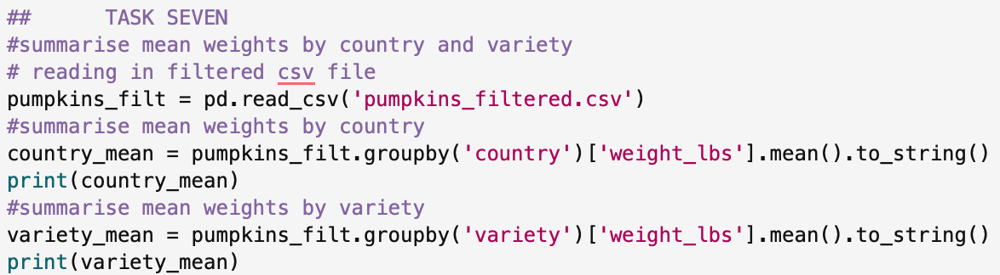 ##      TASK SEVEN
#summarise mean weights by country and variety
# reading in filtered csv file
pumpkins_filt = pd.read_csv('pumpkins_filtered.csv')
#summarise mean weights by country
country_mean = pumpkins_filt.groupby('country')['weight_lbs'].mean().to_string()
print(country_mean)
#summarise mean weights by variety
variety_mean = pumpkins_filt.groupby('variety')['weight_lbs'].mean().to_string()
print(variety_mean)